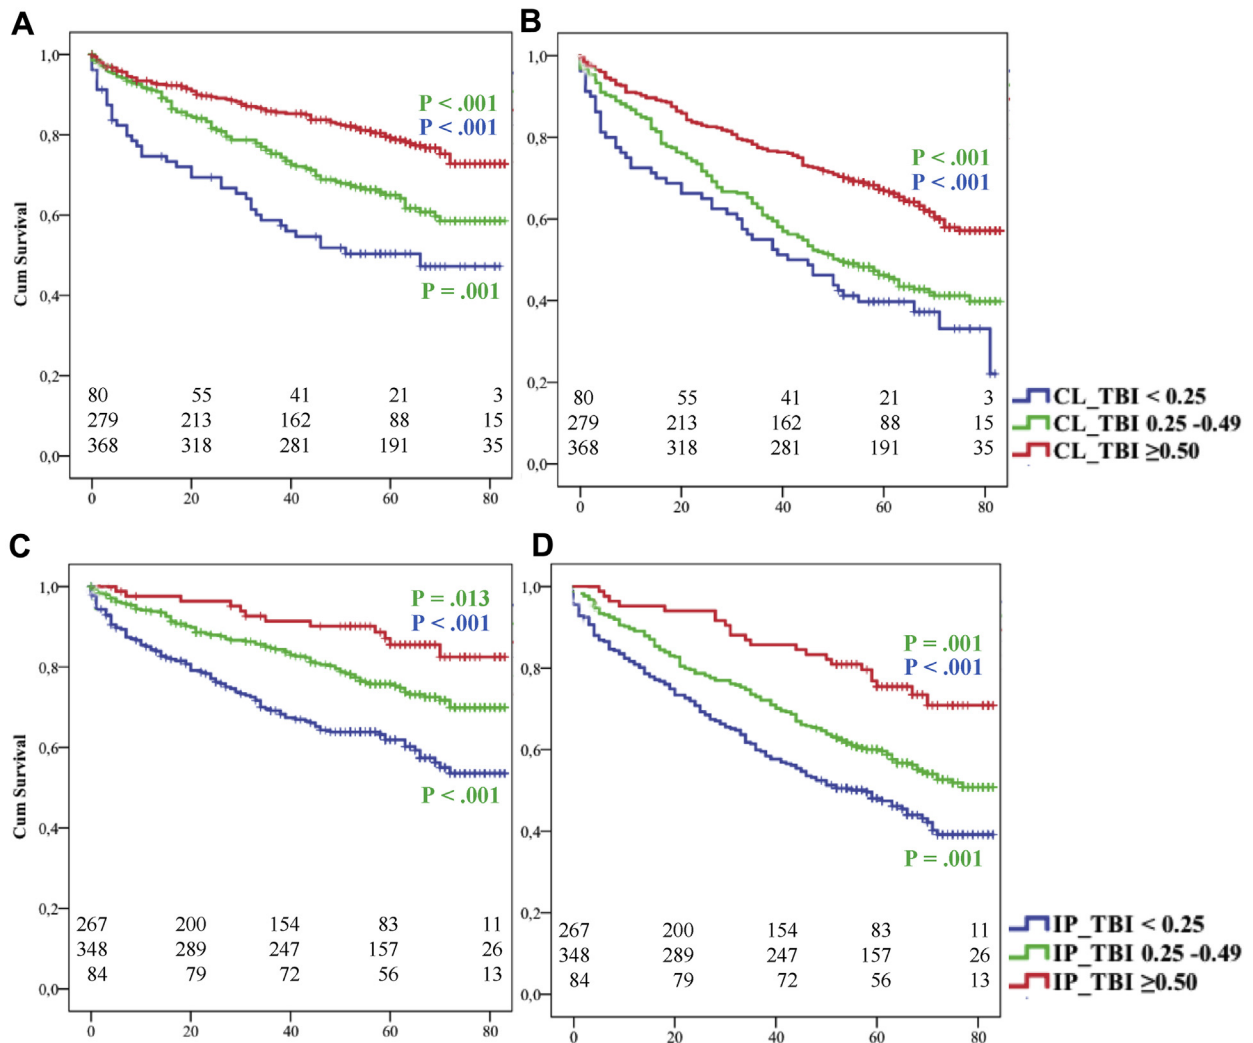 A
1,0
0,8
0,6
0,4
0,2
0,0
Cum Survival
P < .001
P < .001
P = .001
80 55 41 21 3
279 213 162 88 15
368 318 281 191 35
0 20 40 60 80
B
1,0
0,8
0,6
0,4
0,2
0,0
P < .001
P < .001
80 55 41 21 3
279 213 162 88 15
368 318 281 191 35
0 20 40 60 80
CL_TBI < 0.25
CL_TBI 0.25 -0.49
CL_TBI ≥0.50
C
1,0
0,8
0,6
0,4
0,2
0,0
Cum Survival
P = .013
P < .001
P < .001
267 200 154 83 11
348 289 247 157 26
84 79 72 56 13
0 20 40 60 80
D
1,0
0,8
0,6
0,4
0,2
0,0
P = .001
P < .001
P = .001
267 200 154 83 11
348 289 247 157 26
84 79 72 56 13
0 20 40 60 80
IP_TBI < 0.25
IP_TBI 0.25 -0.49
IP_TBI ≥0.50